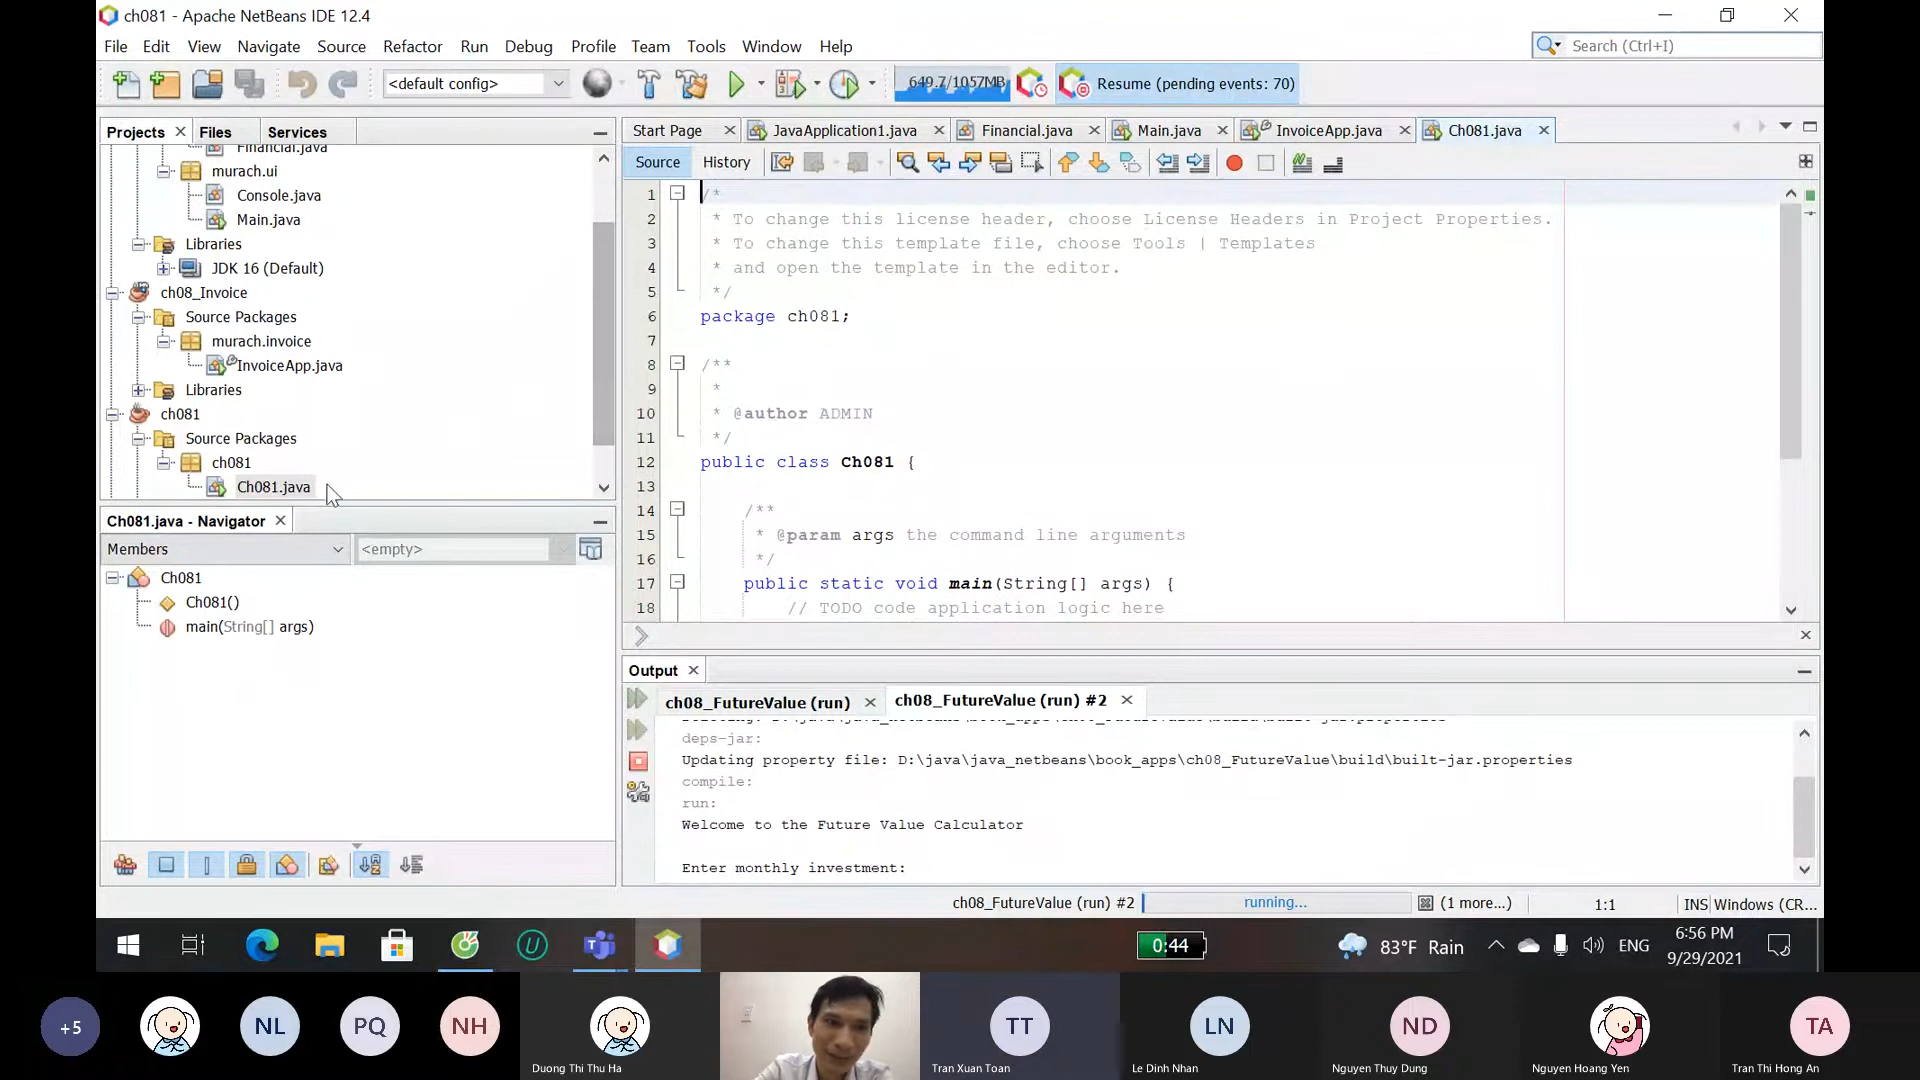 ch081 - Apache NetBeans IDE 12.4
File Edit View Navigate Source Refactor Run Debug Profile Team Tools Window Help
Search (Ctrl+I)
<default config>
649.7/1057MB
Resume (pending events: 70)
Projects Files Services
Financial.java
murach.ui
Console.java
Main.java
Libraries
JDK 16 (Default)
ch08_Invoice
Source Packages
murach.invoice
InvoiceApp.java
Libraries
ch081
Source Packages
ch081
Ch081.java
Ch081.java - Navigator
Members
<empty>
Ch081
Ch081()
main(String[] args)
Start Page JavaApplication1.java Financial.java Main.java InvoiceApp.java Ch081.java
Source History
1 /*
2 * To change this license header, choose License Headers in Project Properties.
3 * To change this template file, choose Tools | Templates
4 * and open the template in the editor.
5 */
6 package ch081;
7
8 /**
9 *
10 * @author ADMIN
11 */
12 public class Ch081 {
13
14 /**
15 * @param args the command line arguments
16 */
17 public static void main(String[] args) {
18 // TODO code application logic here
Output
ch08_FutureValue (run) ch08_FutureValue (run) #2
deps-jar:
Updating property file: D:\java\java_netbeans\book_apps\ch08_FutureValue\build\built-jar.properties
compile:
run:
Welcome to the Future Value Calculator
Enter monthly investment:
ch08_FutureValue (run) #2 running... (1 more...) 1:1 INS Windows (CR...
0:44
83°F Rain
ENG
6:56 PM
9/29/2021
+5
NL
PQ
NH
Duong Thi Thu Ha
TT
Tran Xuan Toan
LN
Le Dinh Nhan
ND
Nguyen Thuy Dung
Nguyen Hoang Yen
TA
Tran Thi Hong An